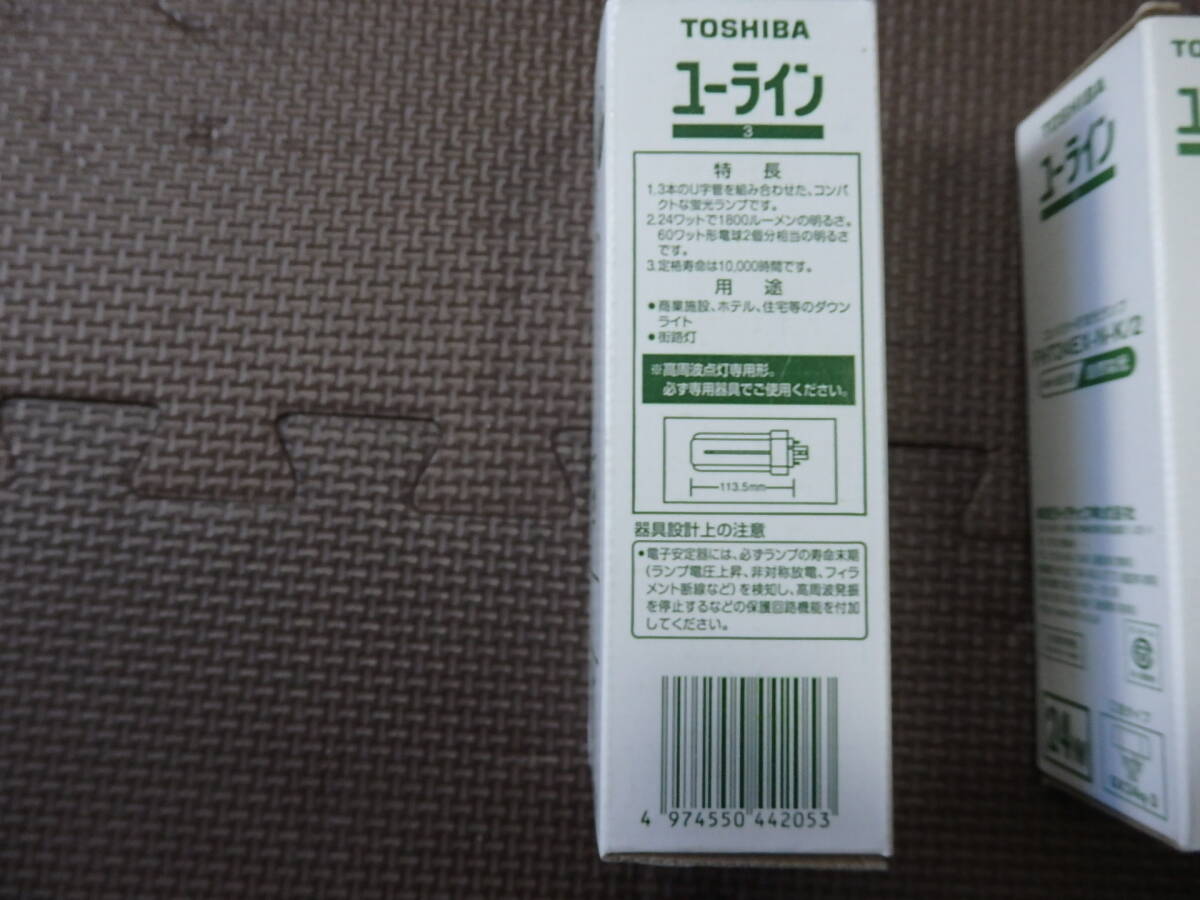 TOSHIBA
ユーライン
3
特 長
1.3本のU字管を組み合わせた、コンパ
クトな蛍光ランプです。
2.24ワットで1800ルーメンの明るさ。
60ワット形電球2個分相当の明るさ
です。
3.定格寿命は10,000時間です。
用 途
●商業施設、ホテル、住宅等のダウン
ライト
●街路灯
※高周波点灯専用形。
必ず専用器具でご使用ください。
113.5mm
器具設計上の注意
●電子安定器には、必ずランプの寿命末期
(ランプ電圧上昇、非対称放電、フィラ
メント断線など)を検知し、高周波発振
を停止するなどの保護回路機能を付加
してください。
4 974550 442053
TOSHIBA
ユーライン
24W
TO